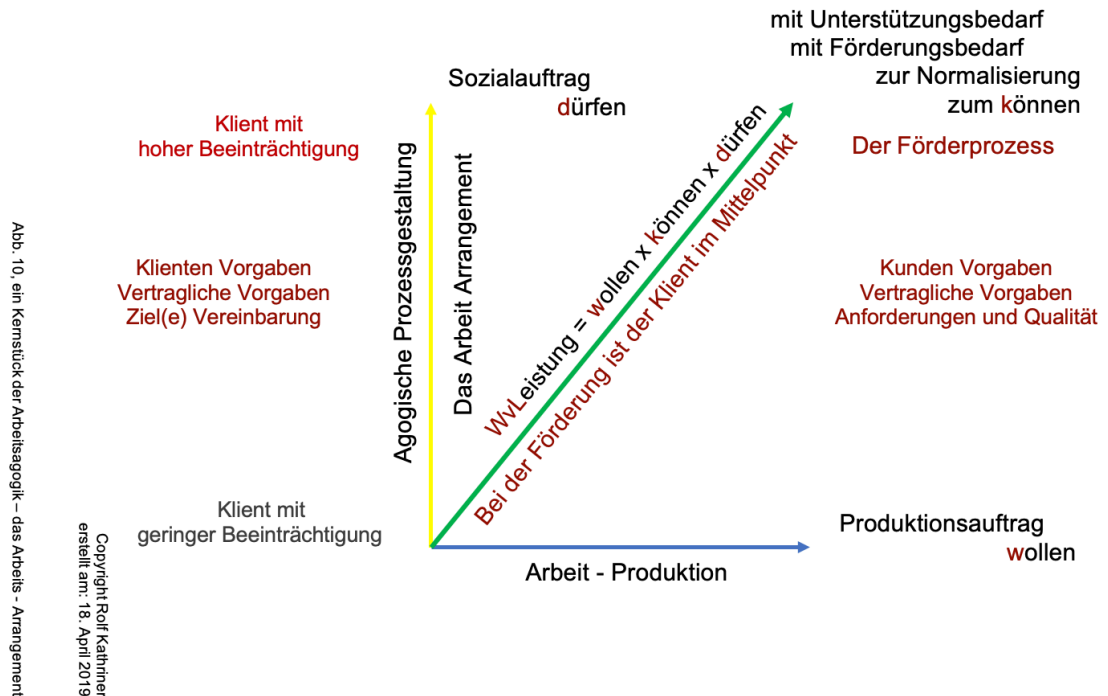 mit Unterstützungsbedarf
mit Förderungsbedarf
zur Normalisierung
zum können
Sozialauftrag
dürfen
Klient mit
hoher Beeinträchtigung
Der Förderprozess
Agogische Prozessgestaltung
Das Arbeit Arrangement
WvLeistung = wollen x können x dürfen
Bei der Förderung ist der Klient im Mittelpunkt
Klienten Vorgaben
Vertragliche Vorgaben
Ziel(e) Vereinbarung
Kunden Vorgaben
Vertragliche Vorgaben
Anforderungen und Qualität
Klient mit
geringer Beeinträchtigung
Produktionsauftrag
wollen
Arbeit - Produktion
Abb. 10, ein Kernstück der Arbeitsagogik – das Arbeits - Arrangement
Copyright Rolf Kathriner
erstellt am: 18. April 2019